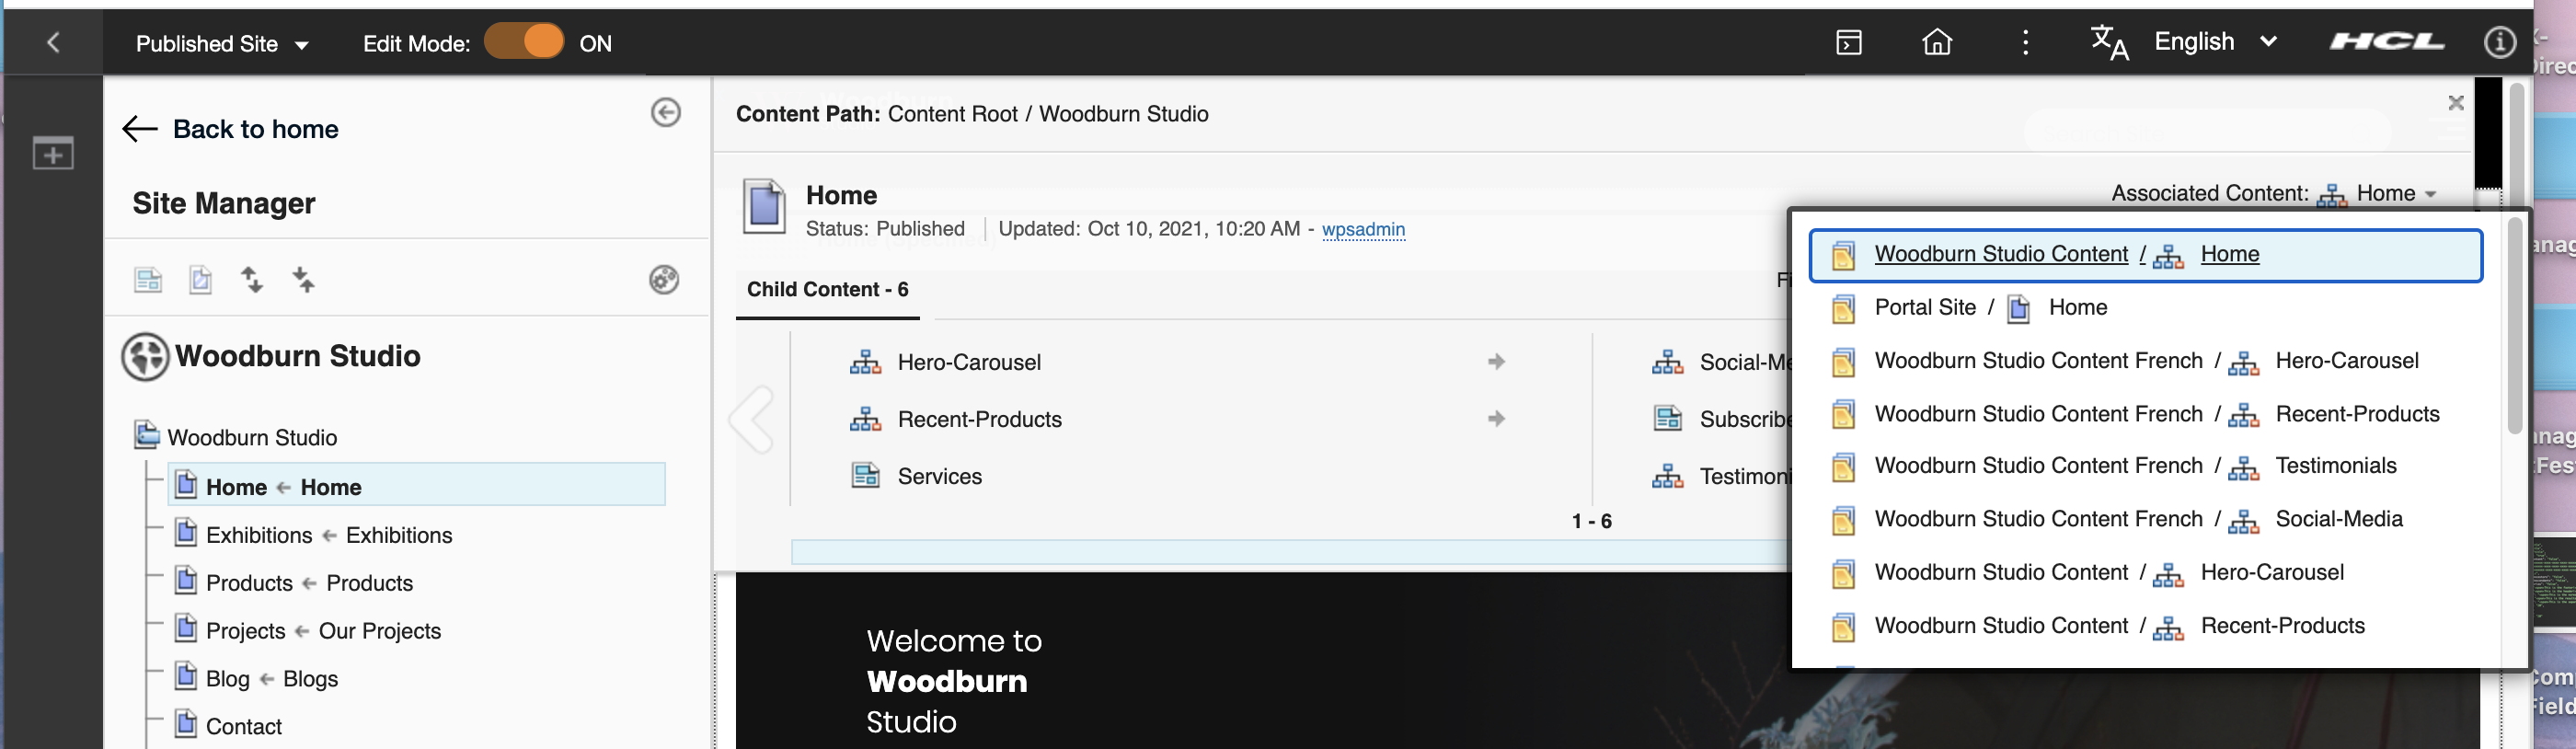 Published Site
Edit Mode: ON
English
HCL
Back to home
Site Manager
Woodburn Studio
Woodburn Studio
Home ← Home
Exhibitions ← Exhibitions
Products ← Products
Projects ← Our Projects
Blog ← Blogs
Contact
Content Path: Content Root / Woodburn Studio
Home
Status: Published | Updated: Oct 10, 2021, 10:20 AM - wpsadmin
Associated Content: Home
Child Content - 6
Hero-Carousel
Recent-Products
Services
Social-Me
Subscribe
Testimoni
1 - 6
Woodburn Studio Content / Home
Portal Site / Home
Woodburn Studio Content French / Hero-Carousel
Woodburn Studio Content French / Recent-Products
Woodburn Studio Content French / Testimonials
Woodburn Studio Content French / Social-Media
Woodburn Studio Content / Hero-Carousel
Woodburn Studio Content / Recent-Products
Welcome to
Woodburn
Studio